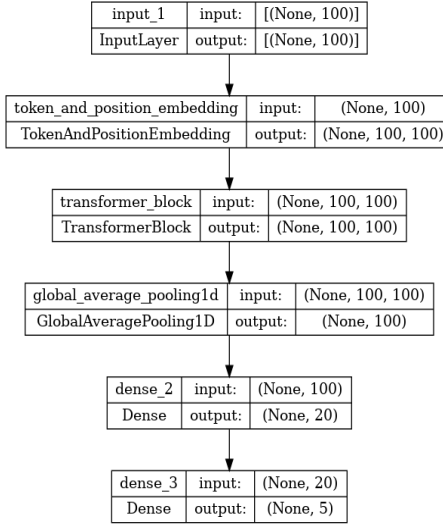 input_1 input: [(None, 100)]
InputLayer output: [(None, 100)]
token_and_position_embedding input: (None, 100)
TokenAndPositionEmbedding output: (None, 100, 100)
transformer_block input: (None, 100, 100)
TransformerBlock output: (None, 100, 100)
global_average_pooling1d input: (None, 100, 100)
GlobalAveragePooling1D output: (None, 100)
dense_2 input: (None, 100)
Dense output: (None, 20)
dense_3 input: (None, 20)
Dense output: (None, 5)